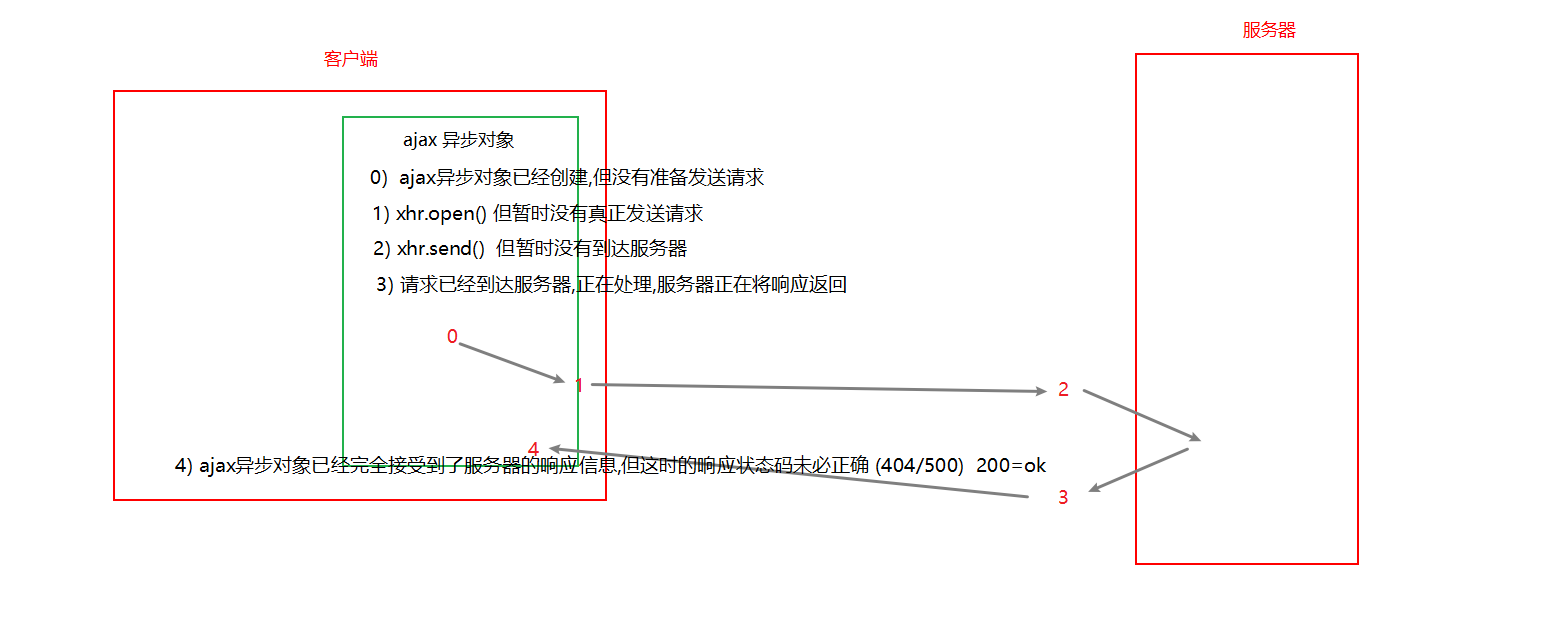 服务器
客户端
ajax 异步对象
0)  ajax异步对象已经创建,但没有准备发送请求
1) xhr.open() 但暂时没有真正发送请求
2) xhr.send()  但暂时没有到达服务器
3) 请求已经到达服务器,正在处理,服务器正在将响应返回
0
1
2
4
4) ajax异步对象已经完全接受到了服务器的响应信息,但这时的响应状态码未必正确 (404/500)  200=ok
3